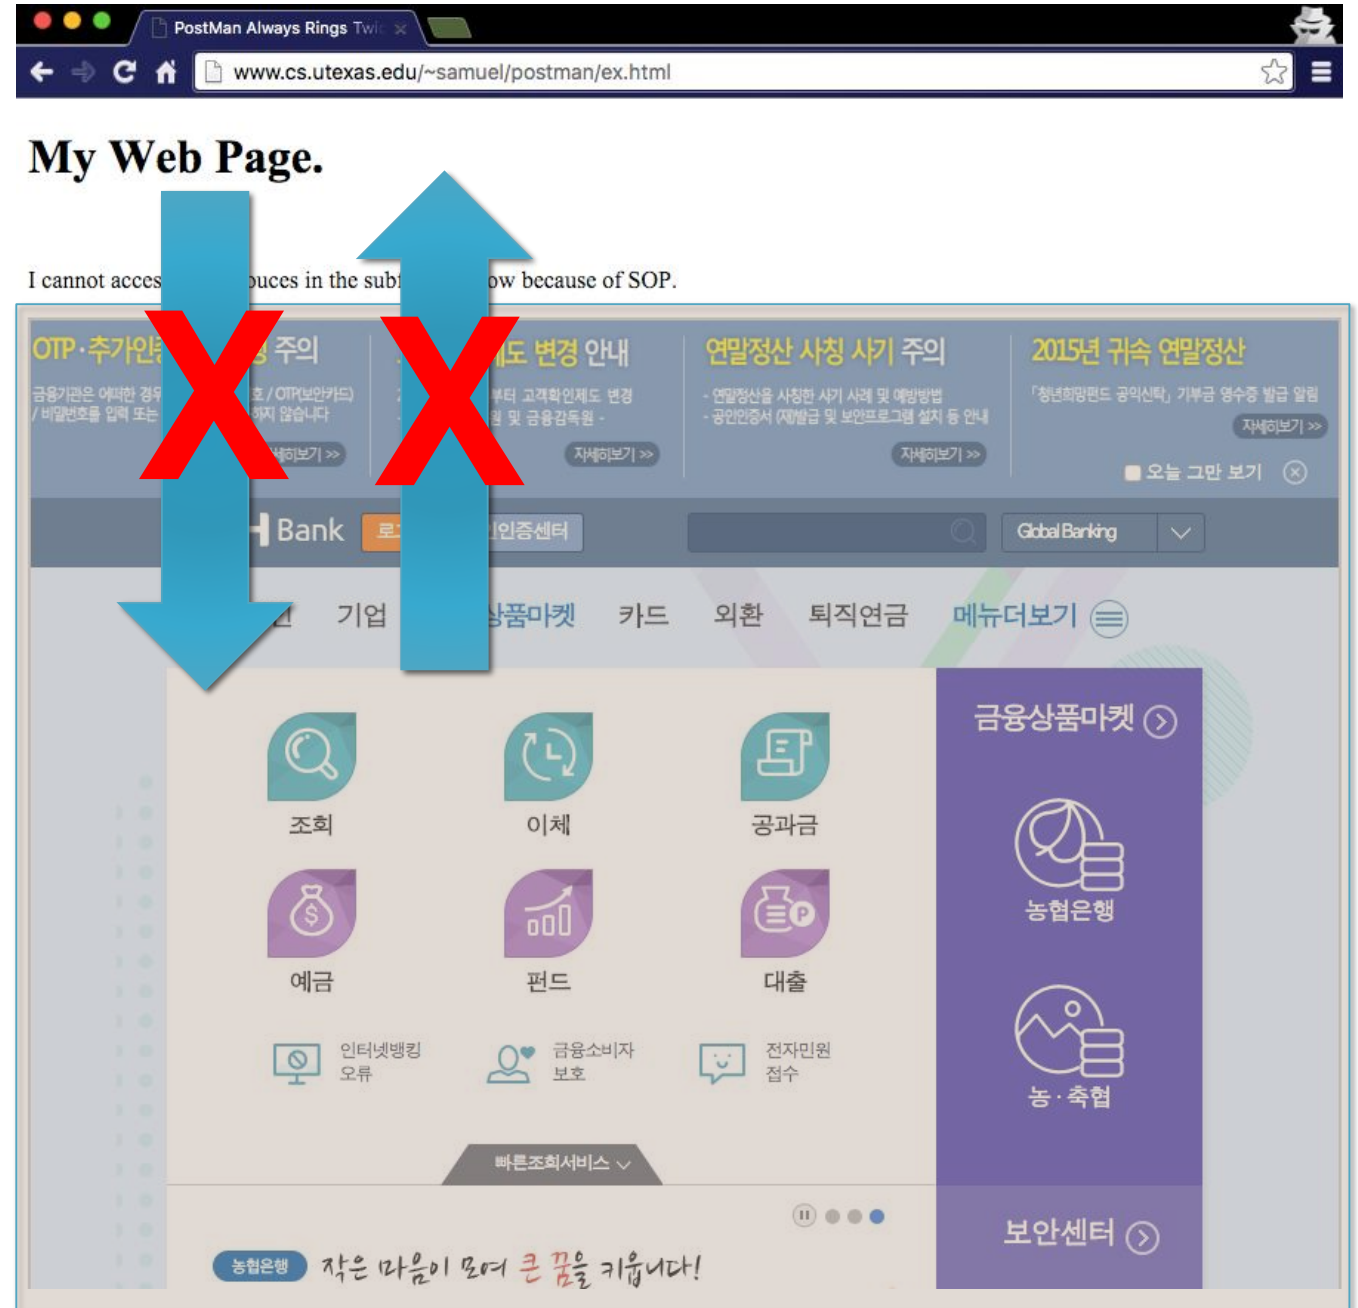 PostMan Always Rings Twic
www.cs.utexas.edu/~samuel/postman/ex.html
My Web Page.
I cannot acces ouces in the subf ow because of SOP.
X X
OTP·추가인 주의
금융기관은 어떠한 경우 호 / OTP(보안카드)
/ 비밀번호를 입력 또는 하지 않습니다
자세히보기 >>
제도 변경 안내
부터 고객확인제도 변경
원 및 금융감독원 -
자세히보기 >>
연말정산 사칭 사기 주의
- 연말정산을 사칭한 사기 사례 및 예방방법
- 공인인증서 (재)발급 및 보안프로그램 설치 등 안내
자세히보기 >>
2015년 귀속 연말정산
「청년희망펀드 공익신탁」 기부금 영수증 발급 알림
자세히보기 >>
오늘 그만 보기
Bank 인증센터 Global Banking
기업 상품마켓 카드 외환 퇴직연금 메뉴더보기
조회 이체 공과금
예금 펀드 대출
인터넷뱅킹
오류
금융소비자
보호
전자민원
접수
빠른조회서비스
금융상품마켓
농협은행
농·축협
보안센터
농협은행 작은 마음이 모여 큰 꿈을 키웁니다!